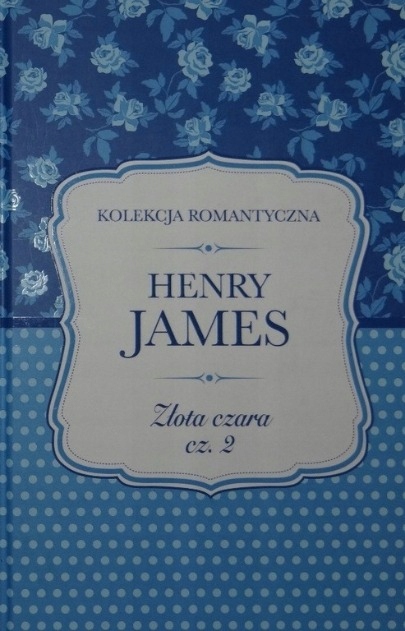 KOLEKCJA ROMANTYCZNA
HENRY
JAMES
Złota czara
cz. 2